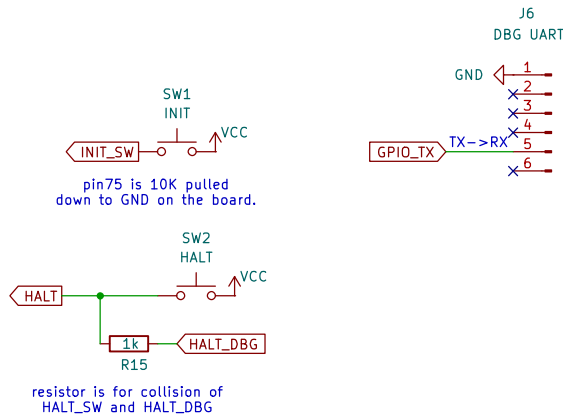 J6
DBG UART
GND
1
2
3
4
TX->RX
5
6
GPIO_TX
SW1
INIT
VCC
INIT_SW
pin75 is 10K pulled
down to GND on the board.
SW2
HALT
VCC
HALT
1k
HALT_DBG
R15
resistor is for collision of
HALT_SW and HALT_DBG